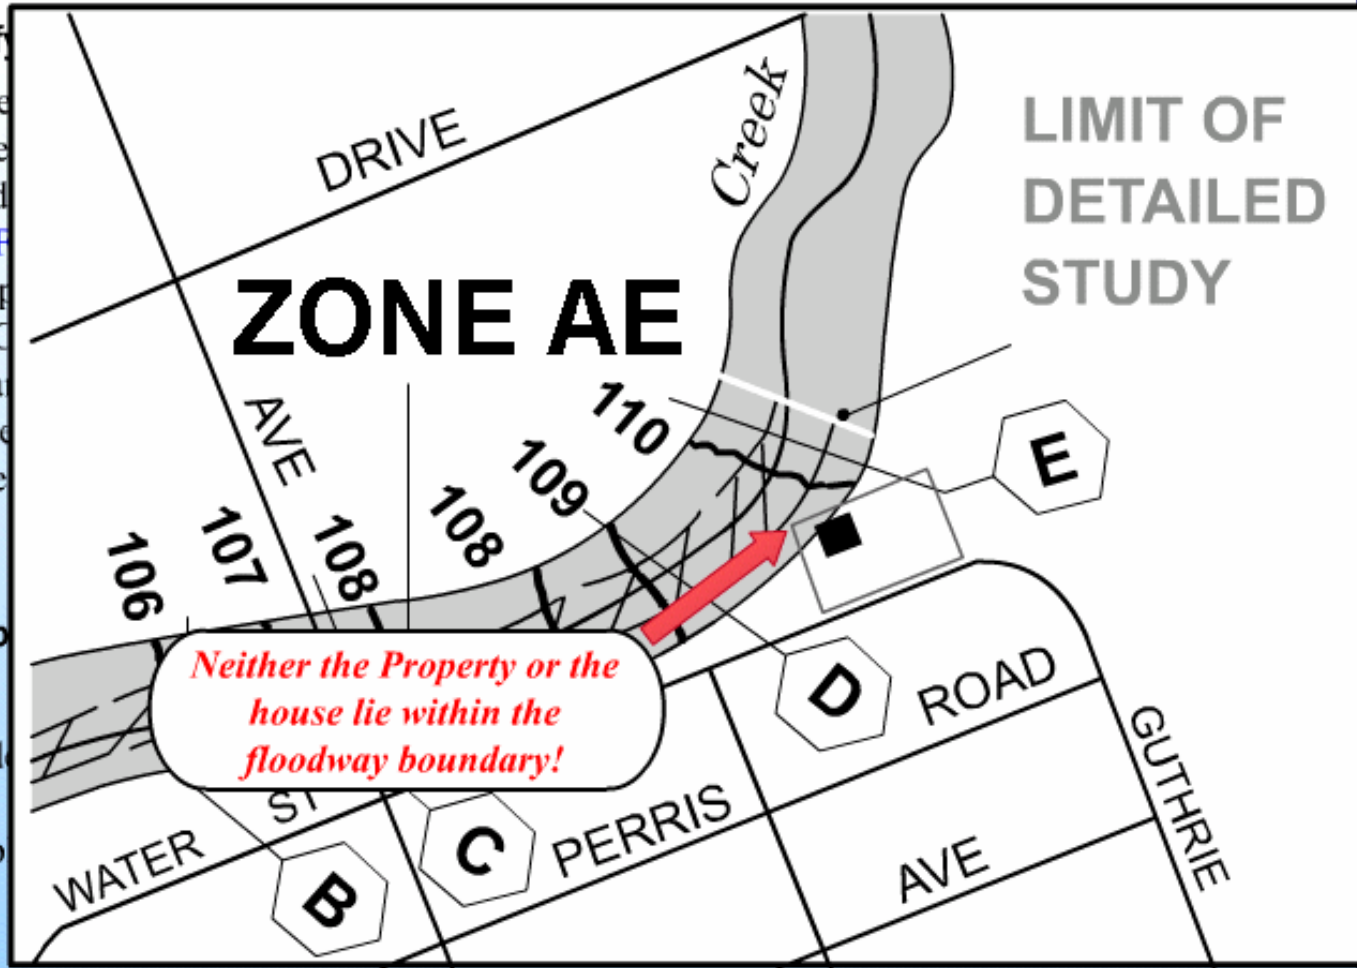 DRIVE
Creek
LIMIT OF
DETAILED
STUDY
ZONE AE
AVE
110
109
108
108
107
106
E
Neither the Property or the
house lie within the
floodway boundary!
D
ROAD
GUTHRIE
WATER ST
C
PERRIS
AVE
B